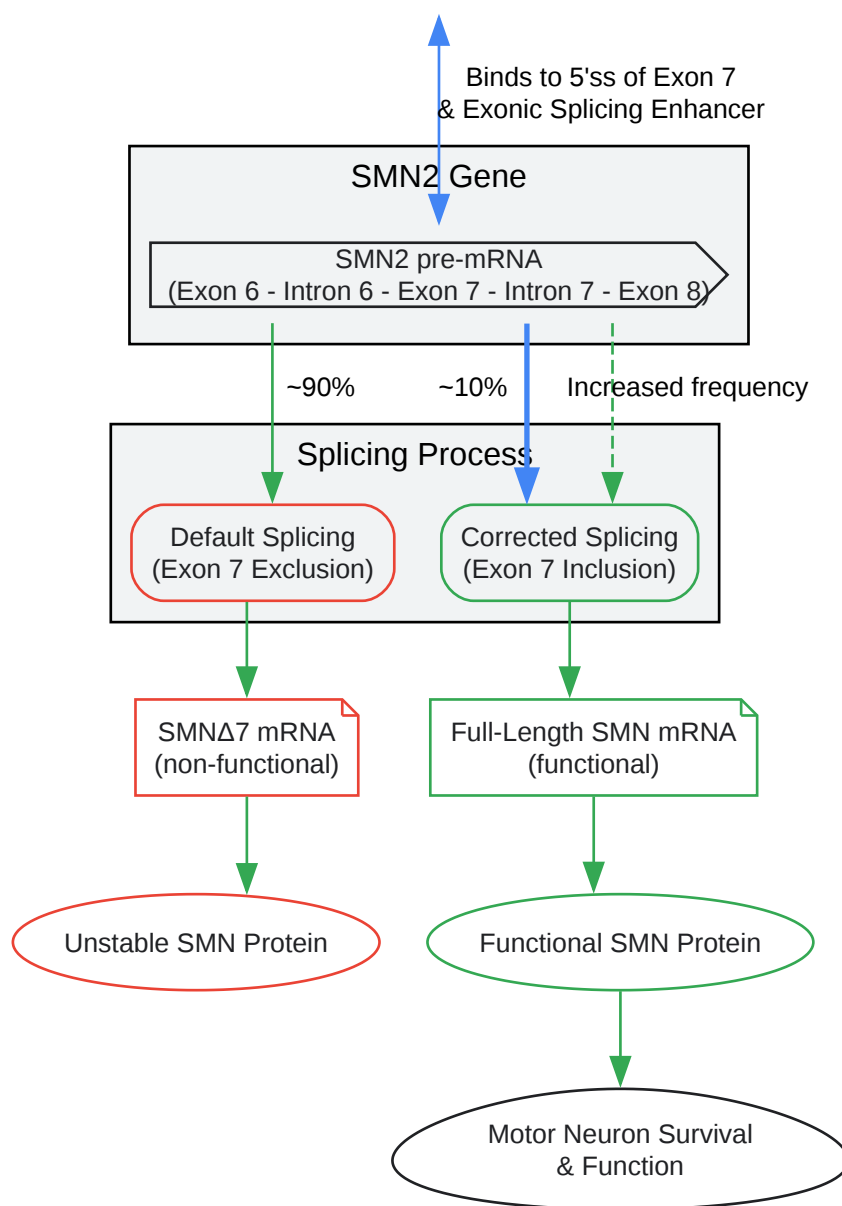 Binds to 5'ss of Exon 7
& Exonic Splicing Enhancer
SMN2 Gene
SMN2 pre-mRNA
(Exon 6 - Intron 6 - Exon 7 - Intron 7 - Exon 8)
~90%
~10%
Increased frequency
Splicing Process
Default Splicing
(Exon 7 Exclusion)
Corrected Splicing
(Exon 7 Inclusion)
SMNΔ7 mRNA
(non-functional)
Full-Length SMN mRNA
(functional)
Unstable SMN Protein
Functional SMN Protein
Motor Neuron Survival
& Function